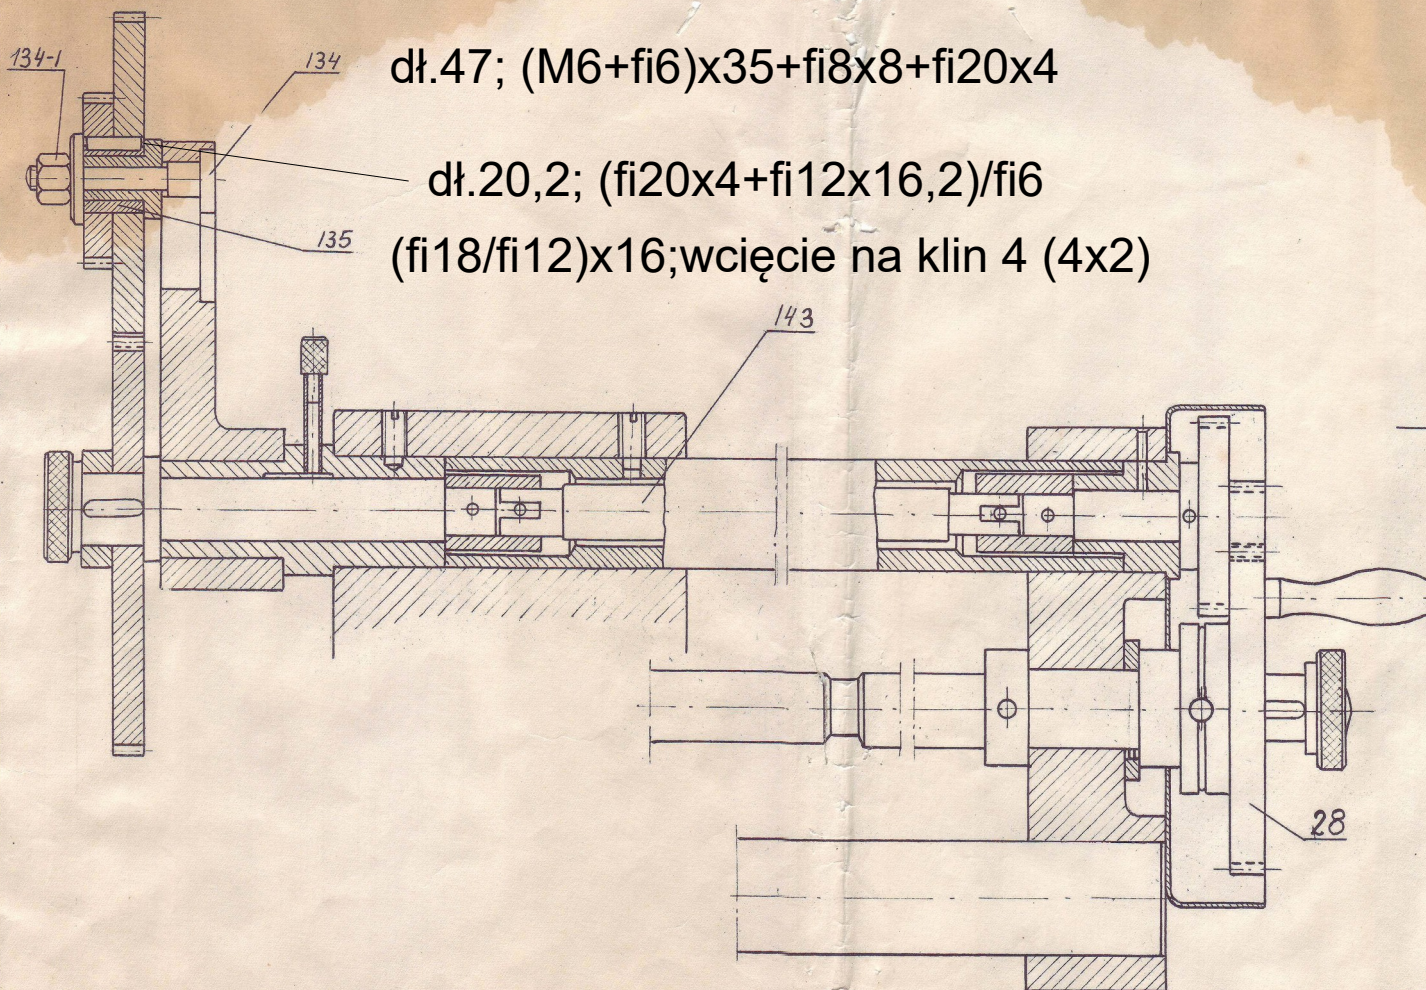 134-1
134
dł.47; (M6+fi6)x35+fi8x8+fi20x4
dł.20,2; (fi20x4+fi12x16,2)/fi6
135
(fi18/fi12)x16;wcięcie na klin 4 (4x2)
143
28